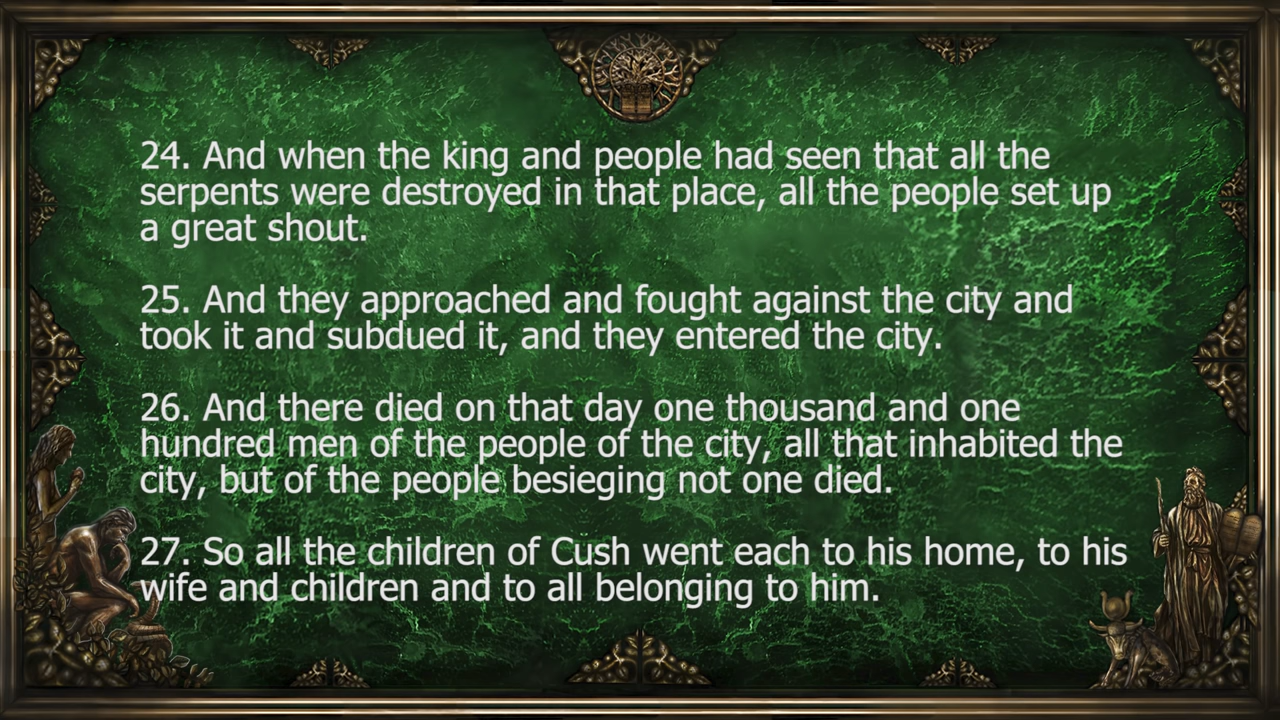 24. And when the king and people had seen that all the
serpents were destroyed in that place, all the people set up
a great shout.
25. And they approached and fought against the city and
took it and subdued it, and they entered the city.
26. And there died on that day one thousand and one
hundred men of the people of the city, all that inhabited the
city, but of the people besieging not one died.
27. So all the children of Cush went each to his home, to his
wife and children and to all belonging to him.